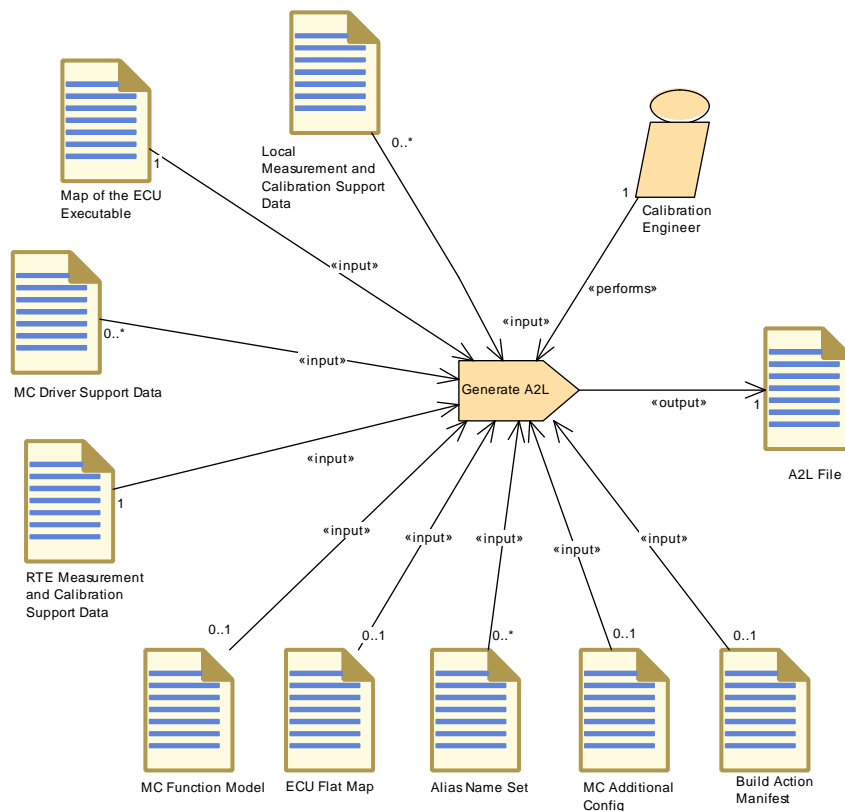 0..*
1
Local
Measurement and
Calibration Support
Data
Map of the ECU
Executable
1
Calibration
Engineer
«input»
«performs»
«input»
0..*
MC Driver Support Data
«input»
Generate A2L
«output»
1
A2L File
«input»
1
RTE Measurement
and Calibration
Support Data
«input»
«input»
«input»
«input»
«input»
0..1
0..1
0..*
0..1
0..1
MC Function Model
ECU Flat Map
Alias Name Set
MC Additional
Config
Build Action
Manifest